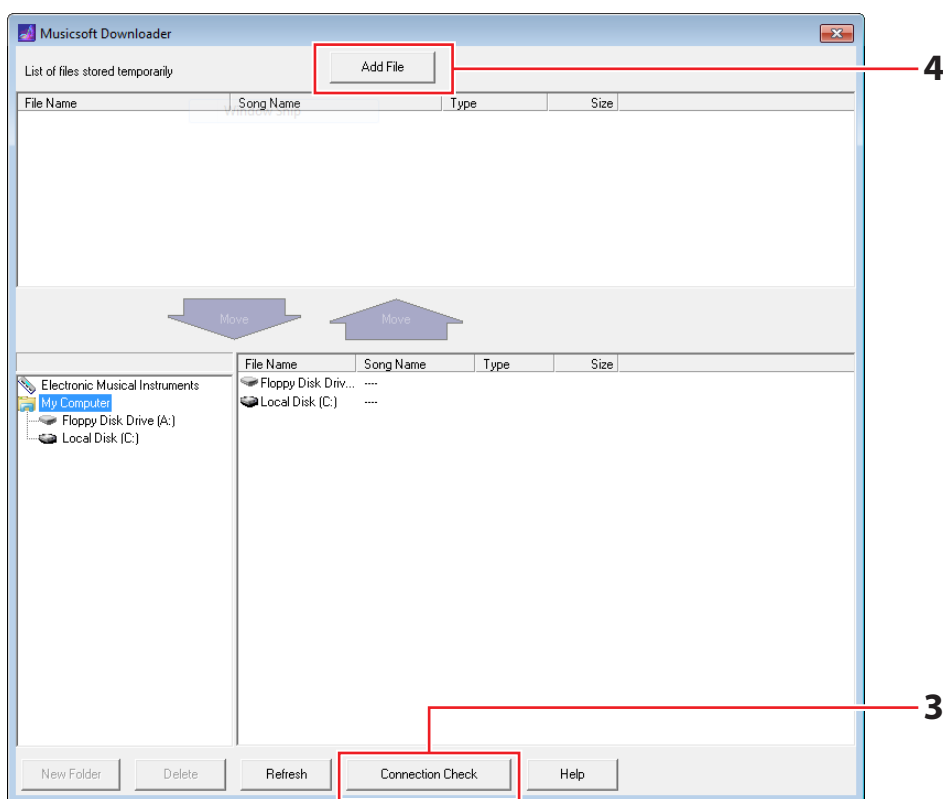 Musicsoft Downloader
List of files stored temporarily
Add File
4
File Name Song Name Type Size
Window Snip
Move Move
File Name Song Name Type Size
Electronic Musical Instruments
My Computer
Floppy Disk Drive (A:)
Local Disk (C:)
Floppy Disk Driv... ----
Local Disk (C:) ----
3
New Folder Delete Refresh Connection Check Help